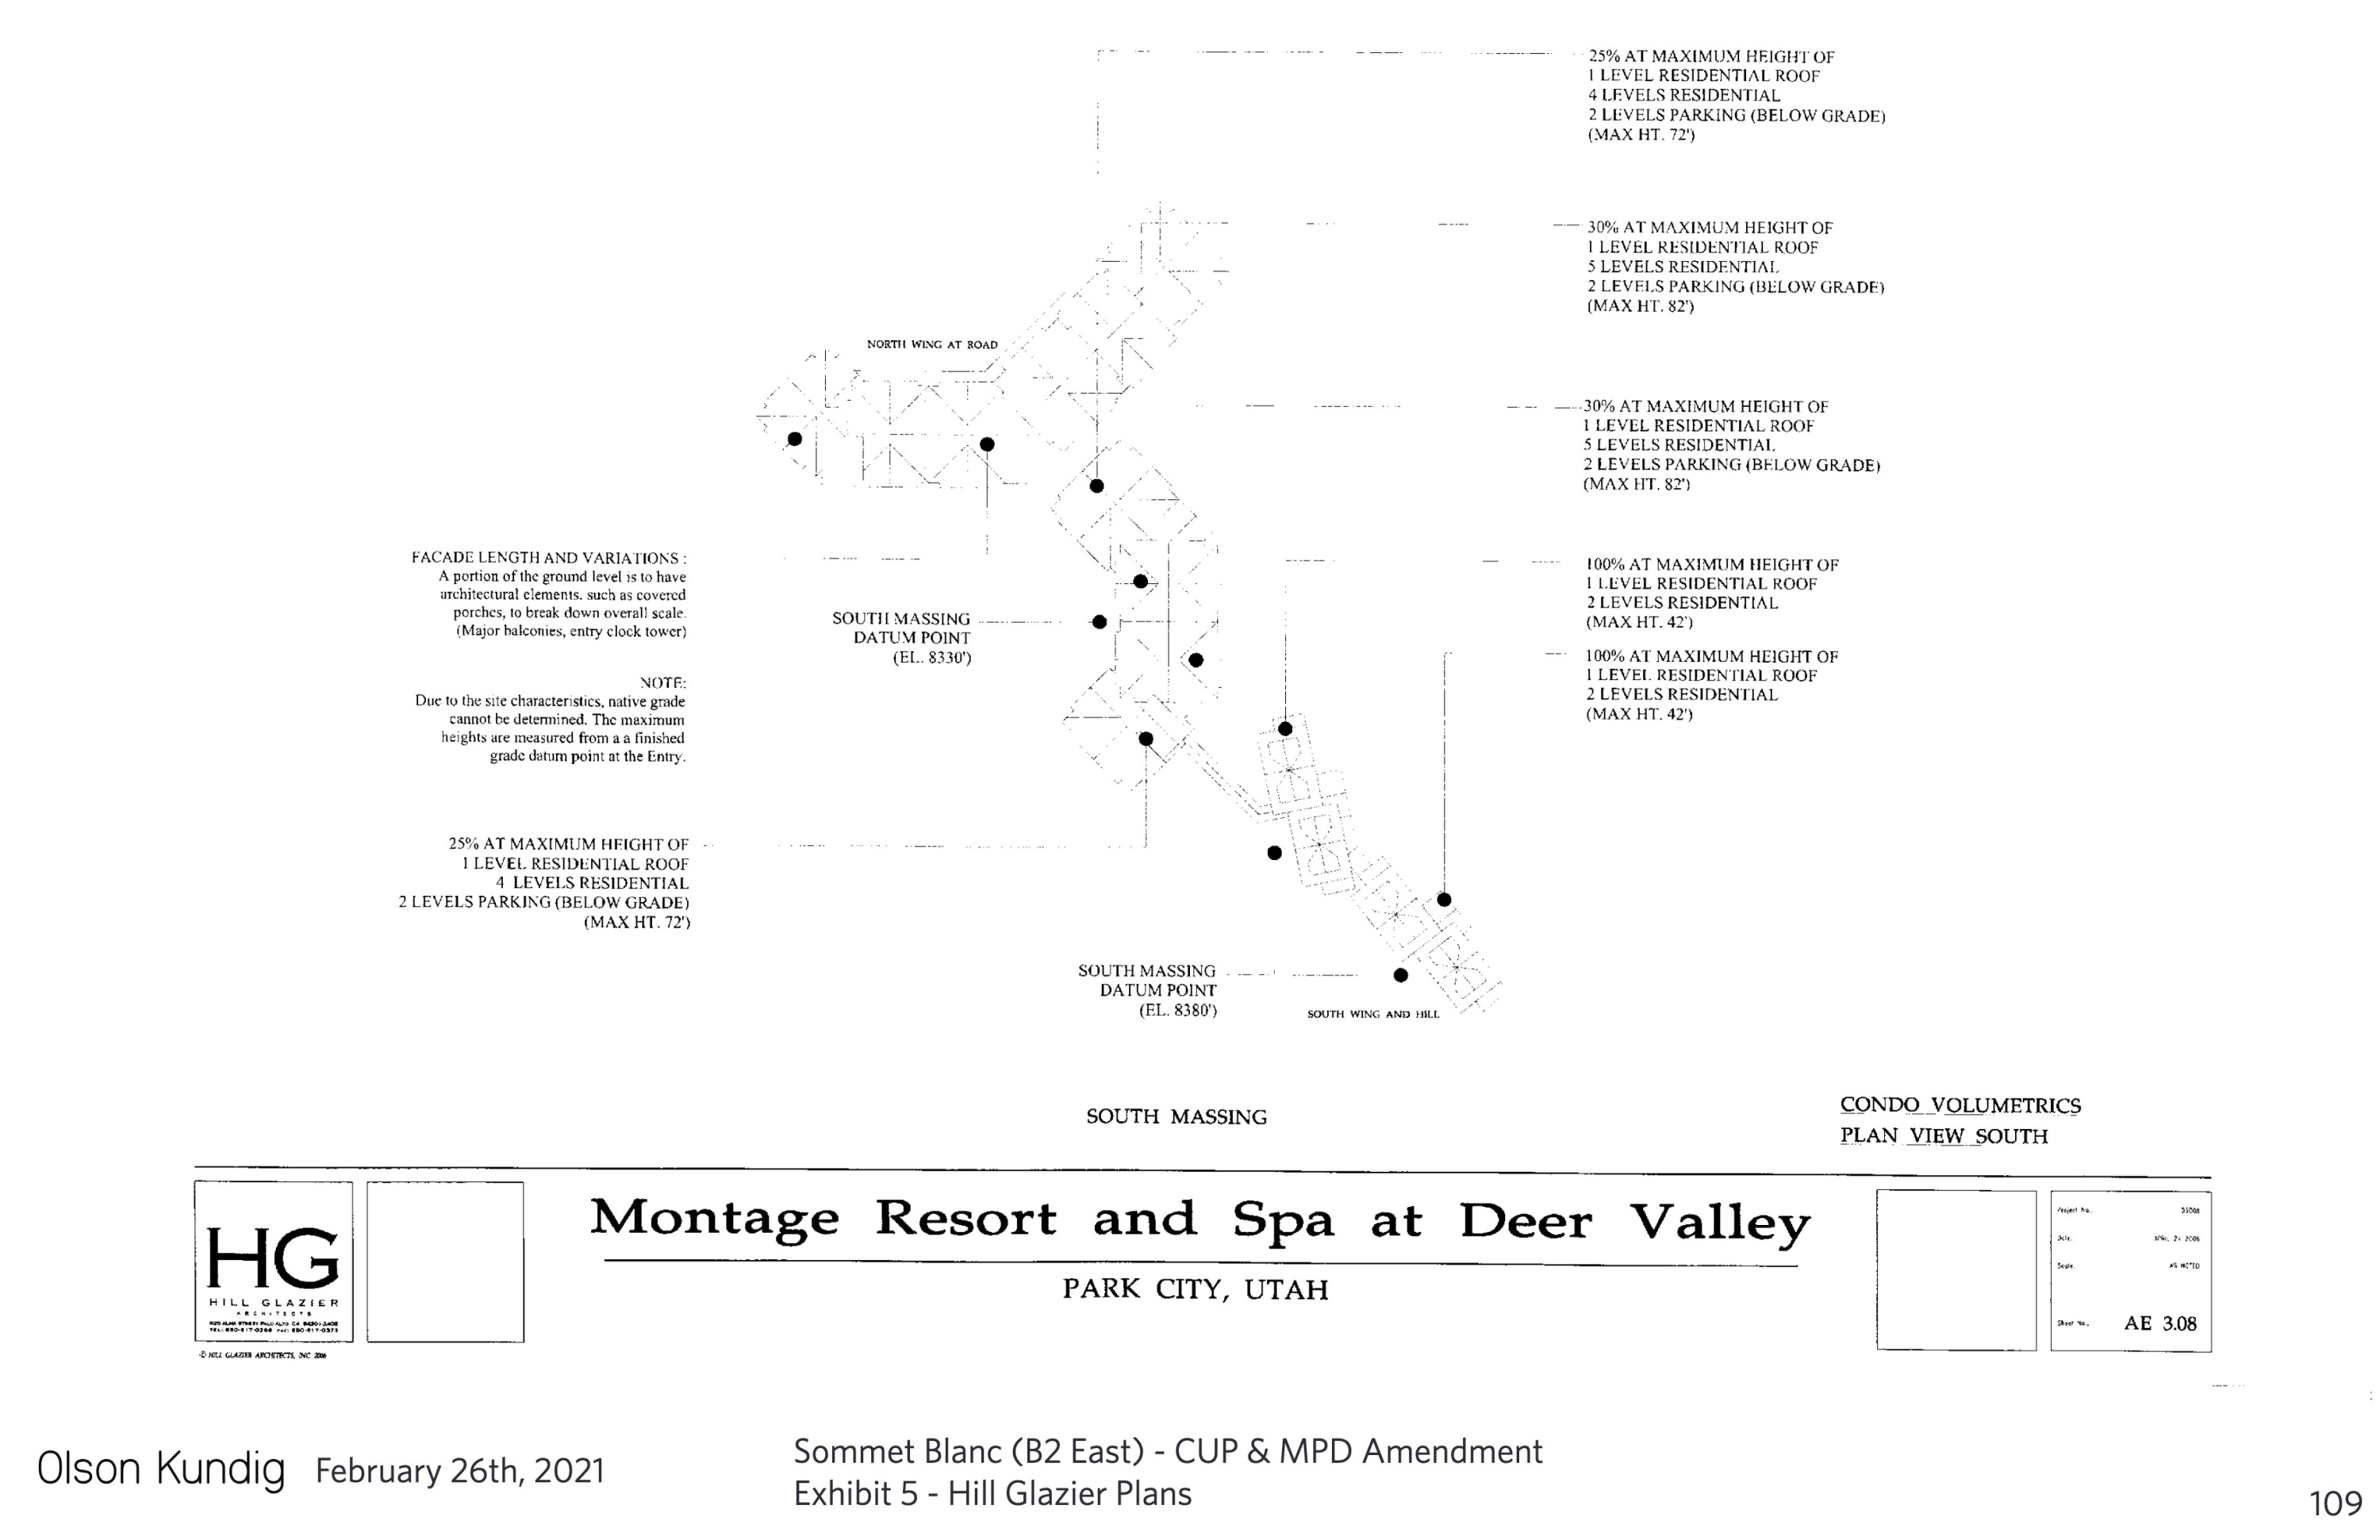 25% AT MAXIMUM HEIGHT OF
1 LEVEL RESIDENTIAL ROOF
4 LEVELS RESIDENTIAL
2 LEVELS PARKING (BELOW GRADE)
(MAX HT. 72')
30% AT MAXIMUM HEIGHT OF
1 LEVEL RESIDENTIAL ROOF
5 LEVELS RESIDENTIAL
2 LEVELS PARKING (BELOW GRADE)
(MAX HT. 82')
NORTH WING AT ROAD
30% AT MAXIMUM HEIGHT OF
1 LEVEL RESIDENTIAL ROOF
5 LEVELS RESIDENTIAL
2 LEVELS PARKING (BELOW GRADE)
(MAX HT. 82')
FACADE LENGTH AND VARIATIONS :
A portion of the ground level is to have
architectural elements. such as covered
porches, to break down overall scale.
(Major balconies, entry clock tower)
100% AT MAXIMUM HEIGHT OF
1 LEVEL RESIDENTIAL ROOF
2 LEVELS RESIDENTIAL
(MAX HT. 42')
SOUTH MASSING
DATUM POINT
(EL. 8330')
100% AT MAXIMUM HEIGHT OF
1 LEVEL RESIDENTIAL ROOF
2 LEVELS RESIDENTIAL
(MAX HT. 42')
NOTE:
Due to the site characteristics, native grade
cannot be determined. The maximum
heights are measured from a a finished
grade datum point at the Entry.
25% AT MAXIMUM HEIGHT OF
1 LEVEL RESIDENTIAL ROOF
4 LEVELS RESIDENTIAL
2 LEVELS PARKING (BELOW GRADE)
(MAX HT. 72')
SOUTH MASSING
DATUM POINT
(EL. 8380')
SOUTH WING AND HILL
SOUTH MASSING
CONDO VOLUMETRICS
PLAN VIEW SOUTH
HG
HILL GLAZIER
ARCHITECTS
© HILL GLAZIER ARCHITECTS, INC 2006
Montage Resort and Spa at Deer Valley
PARK CITY, UTAH
Project No.
Date.
Scale. AS NOTED
Sheet No. AE 3.08
Olson Kundig February 26th, 2021
Sommet Blanc (B2 East) - CUP & MPD Amendment
Exhibit 5 - Hill Glazier Plans
109